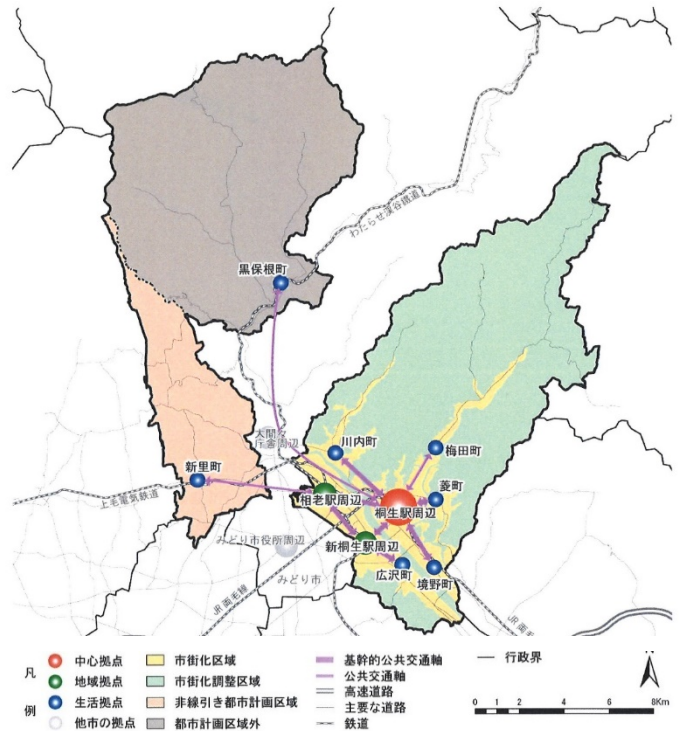 わたらせ渓谷鐵道
黒保根町
大間々
庁舎周辺
川内町
梅田町
新里町
上毛電気鉄道
相老駅周辺
桐生駅周辺
菱町
みどり市役所周辺
新桐生駅周辺
みどり市
広沢町
境野町
JR両毛線
JR両毛
凡
例
中心拠点
地域拠点
生活拠点
他市の拠点
市街化区域
市街化調整区域
非線引き都市計画区域
都市計画区域外
基幹的公共交通軸
公共交通軸
高速道路
主要な道路
鉄道
行政界
N
0 1 2 4 6 8Km